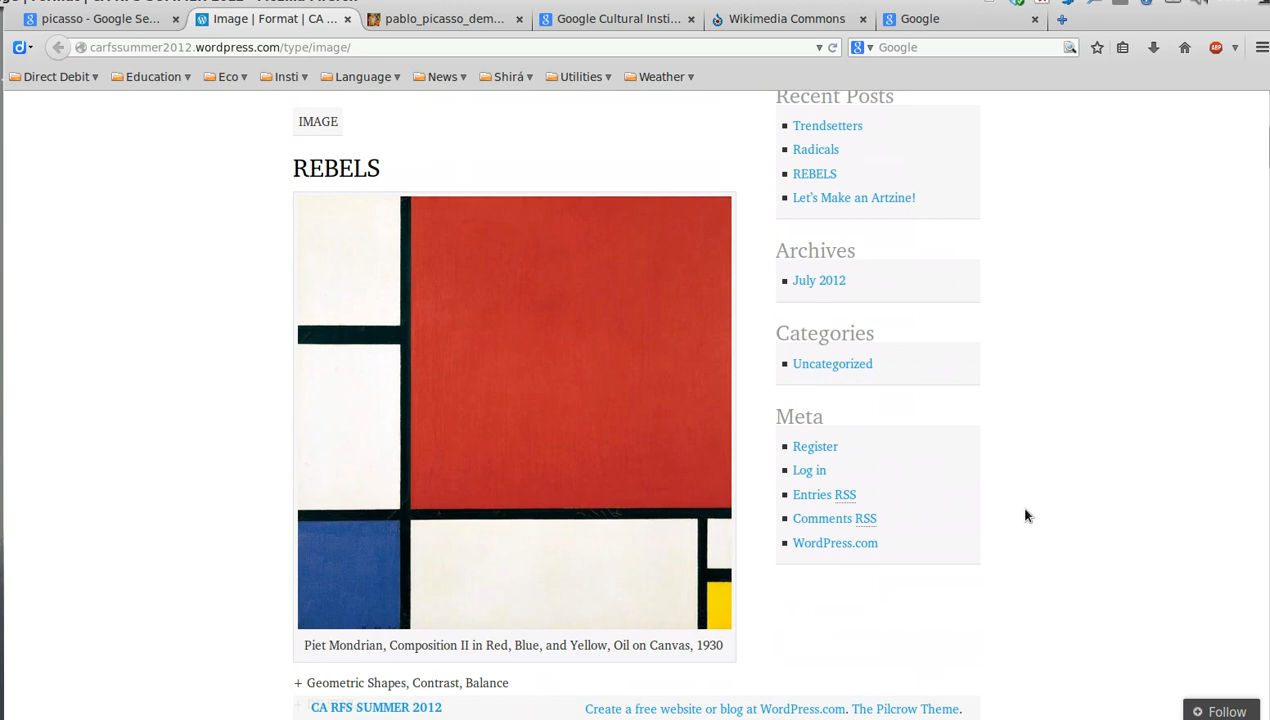 picasso - Google Se...
Image | Format | CA ...
pablo_picasso_dem...
Google Cultural Insti...
Wikimedia Commons
Google
carfssummer2012.wordpress.com/type/image/
Google
Direct Debit
Education
Eco
Insti
Language
News
Shirá
Utilities
Weather
IMAGE
REBELS
Piet Mondrian, Composition II in Red, Blue, and Yellow, Oil on Canvas, 1930
+ Geometric Shapes, Contrast, Balance
Recent Posts
Trendsetters
Radicals
REBELS
Let's Make an Artzine!
Archives
July 2012
Categories
Uncategorized
Meta
Register
Log in
Entries RSS
Comments RSS
WordPress.com
CA RFS SUMMER 2012
Create a free website or blog at WordPress.com. The Pilcrow Theme.
Follow